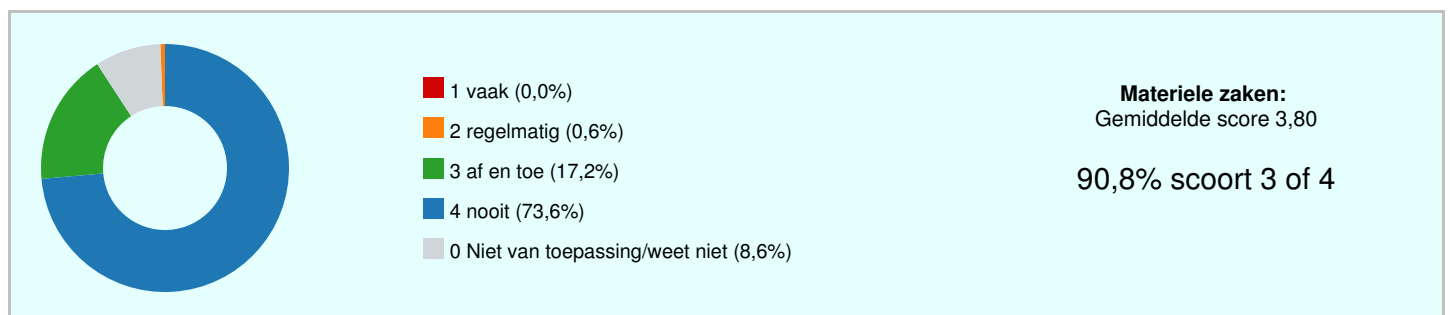 1 vaak (0,0%)
2 regelmatig (0,6%)
3 af en toe (17,2%)
4 nooit (73,6%)
0 Niet van toepassing/weet niet (8,6%)
Materiele zaken:
Gemiddelde score 3,80
90,8% scoort 3 of 4